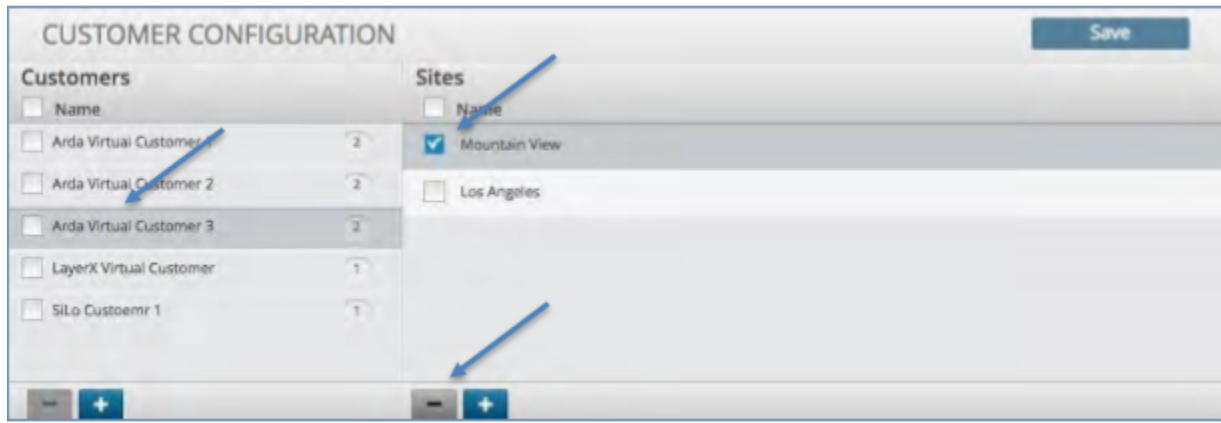 CUSTOMER CONFIGURATION
Save
Customers
Name
Arda Virtual Customer 1 2
Arda Virtual Customer 2 2
Arda Virtual Customer 3 2
LayerX Virtual Customer 1
SiLo Custoemr 1 1
Sites
Name
Mountain View
Los Angeles